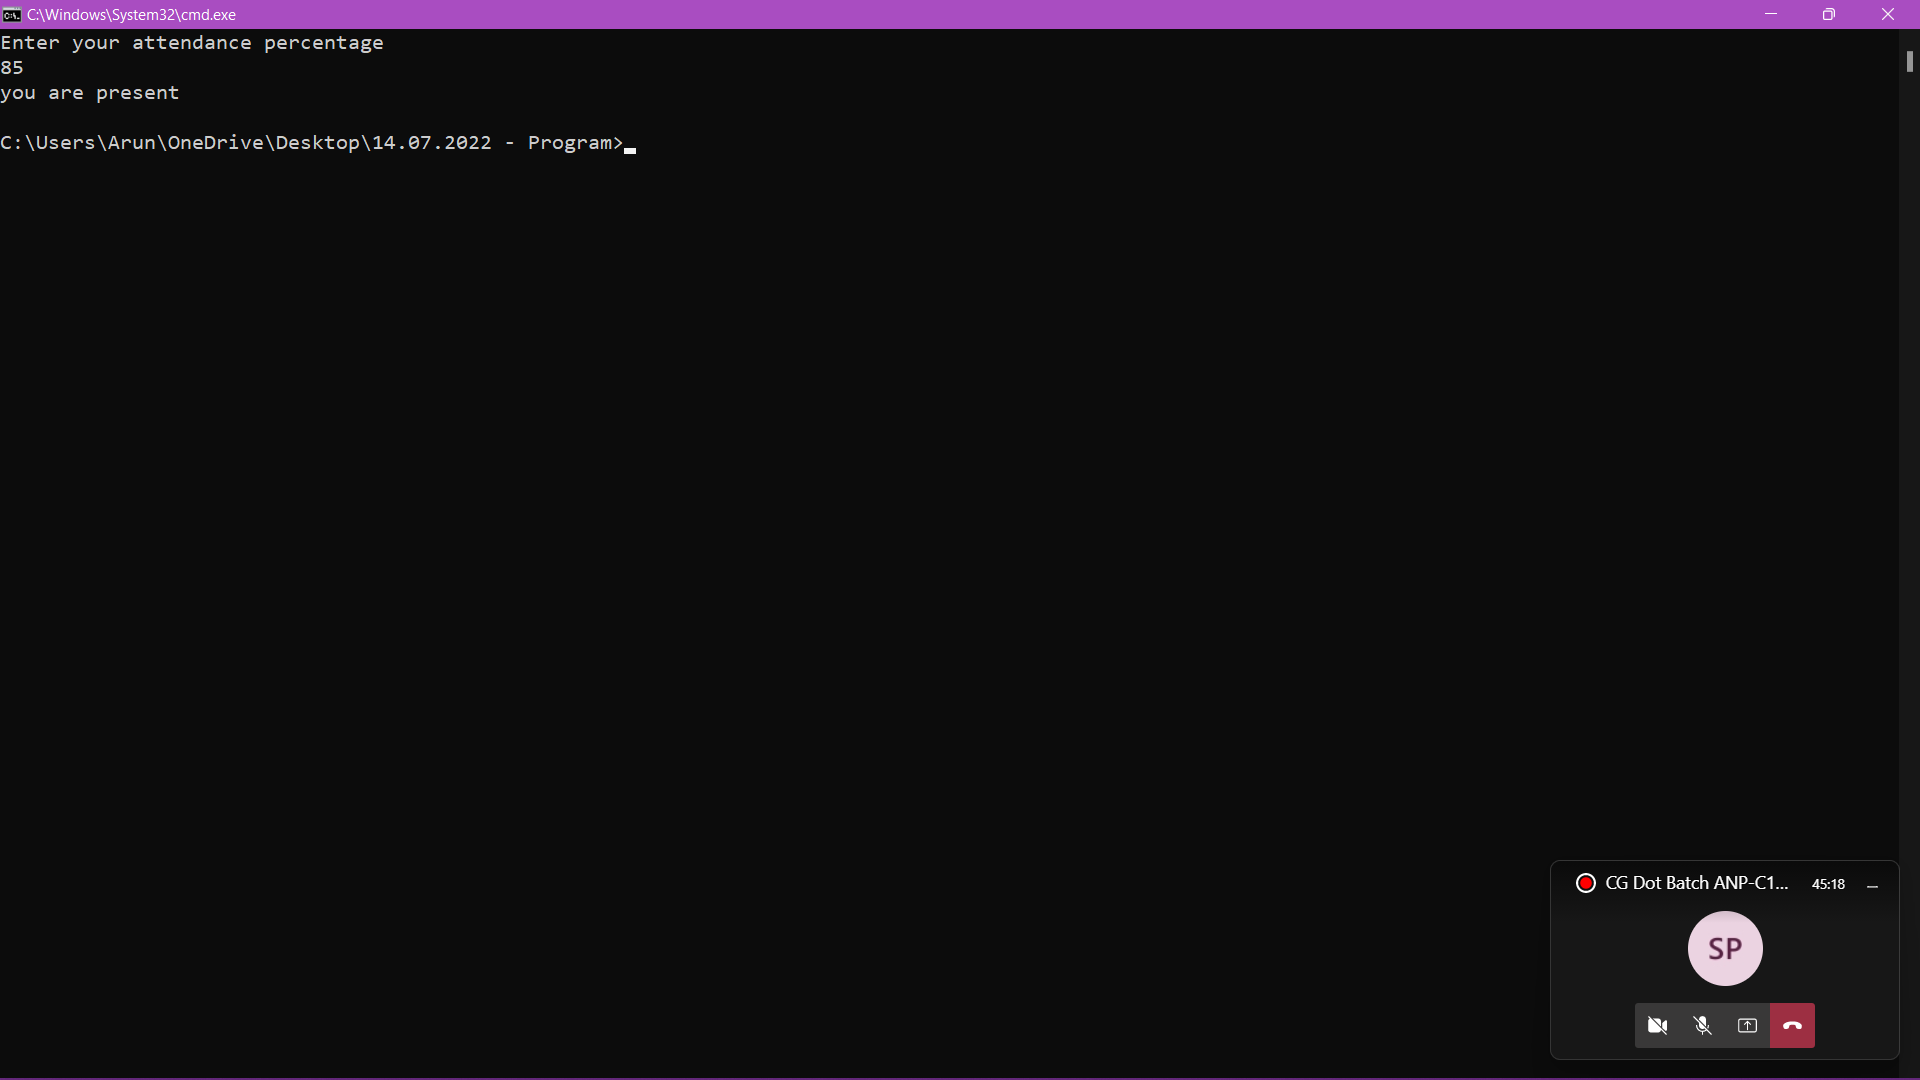 C:\Windows\System32\cmd.exe
Enter your attendance percentage
85
you are present
C:\Users\Arun\OneDrive\Desktop\14.07.2022 - Program>
CG Dot Batch ANP-C1... 45:18
SP